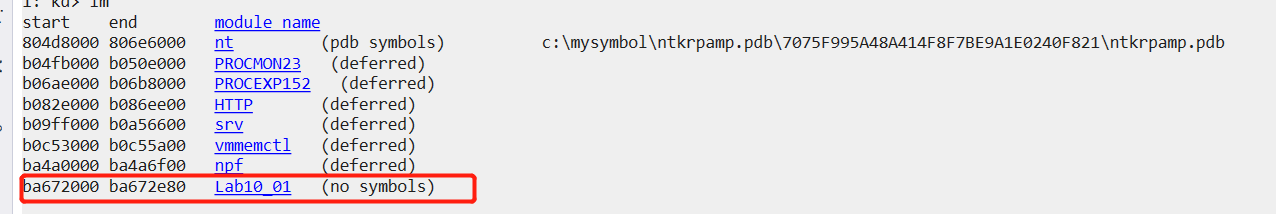 1: kd> lm
start    end        module name
804d8000 806e6000   nt         (pdb symbols)          c:\mysymbol\ntkrpamp.pdb\7075F995A48A414F8F7BE9A1E0240F821\ntkrpamp.pdb
b04fb000 b050e000   PROCMON23   (deferred)
b06ae000 b06b8000   PROCEXP152   (deferred)
b082e000 b086ee00   HTTP       (deferred)
b09ff000 b0a56600   srv        (deferred)
b0c53000 b0c55a00   vmmemctl   (deferred)
ba4a0000 ba4a6f00   npf        (deferred)
ba672000 ba672e80   Lab10_01   (no symbols)